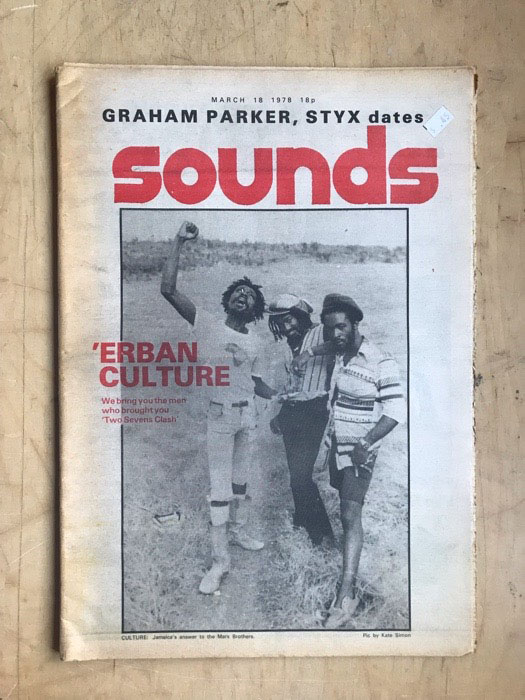 MARCH 18 1978 18p
GRAHAM PARKER, STYX dates
sounds
'ERBAN
CULTURE
We bring you the men
who brought you
'Two Sevens Clash'
CULTURE: Jamaica's answer to the Marx Brothers.
Pic by Kate Simon